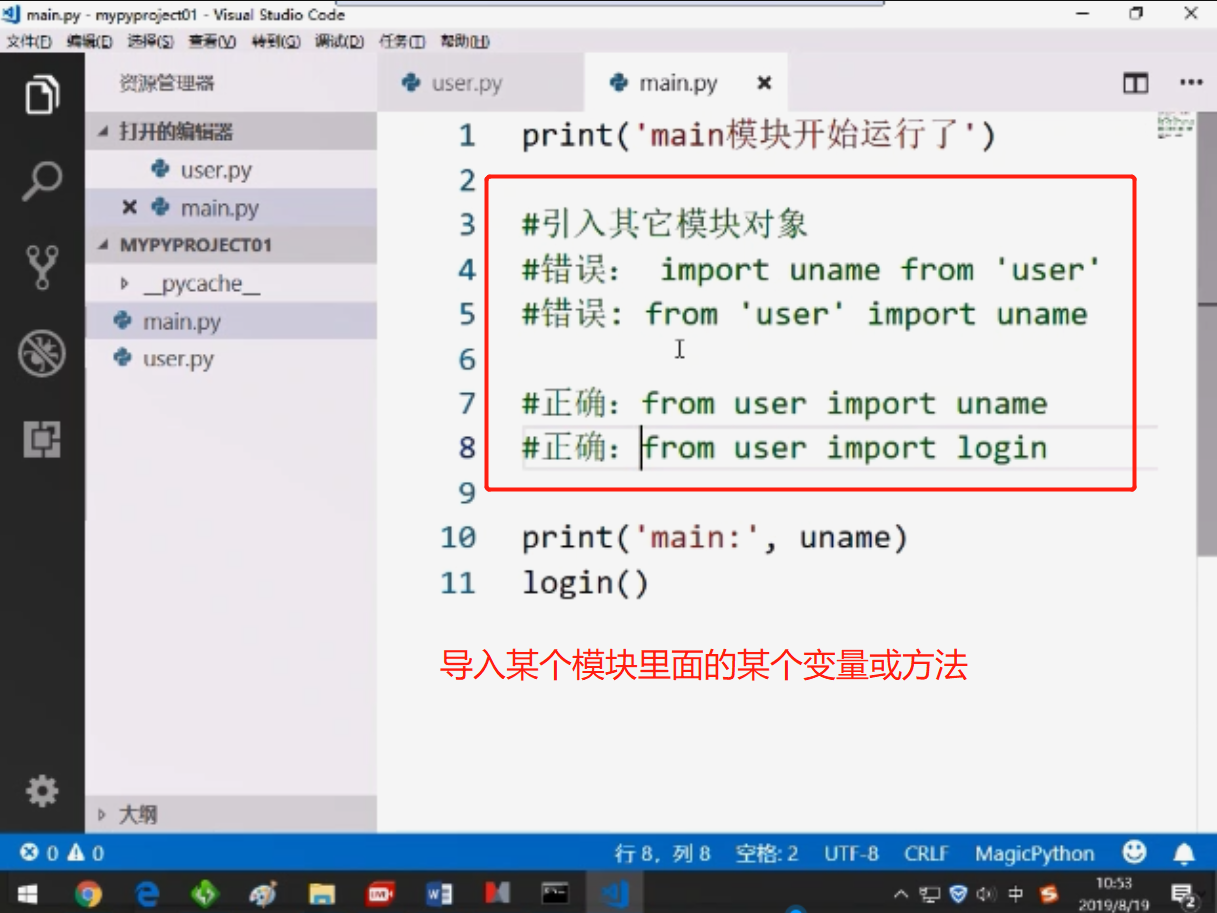 main.py - mypyproject01 - Visual Studio Code
文件(F) 编辑(E) 选择(S) 查看(V) 转到(G) 调试(D) 任务(T) 帮助(H)
资源管理器
user.py
main.py
打开的编辑器
user.py
main.py
MYPYPROJECT01
__pycache__
main.py
user.py
大纲
1 print('main模块开始运行了')
2
3 #引入其它模块对象
4 #错误： import uname from 'user'
5 #错误：from 'user' import uname
6
7 #正确：from user import uname
8 #正确：from user import login
9
10 print('main:', uname)
11 login()
导入某个模块里面的某个变量或方法
0 0
行 8，列 8 空格: 2 UTF-8 CRLF MagicPython
中
10:53
2019/8/19
2